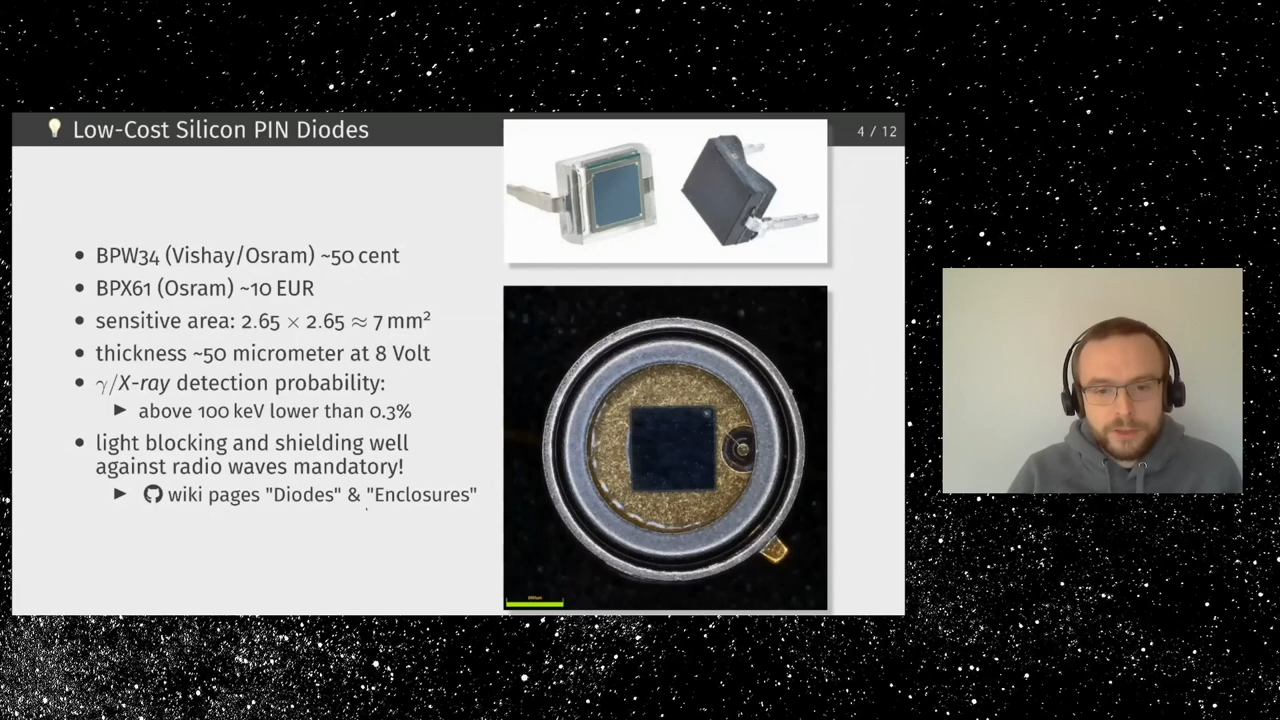 Low-Cost Silicon PIN Diodes
4 / 12
• BPW34 (Vishay/Osram) ~50 cent
• BPX61 (Osram) ~10 EUR
• sensitive area: 2.65 × 2.65 ≈ 7 mm²
• thickness ~50 micrometer at 8 Volt
• γ/X-ray detection probability:
▶ above 100 keV lower than 0.3%
• light blocking and shielding well
against radio waves mandatory!
▶ wiki pages "Diodes" & "Enclosures"